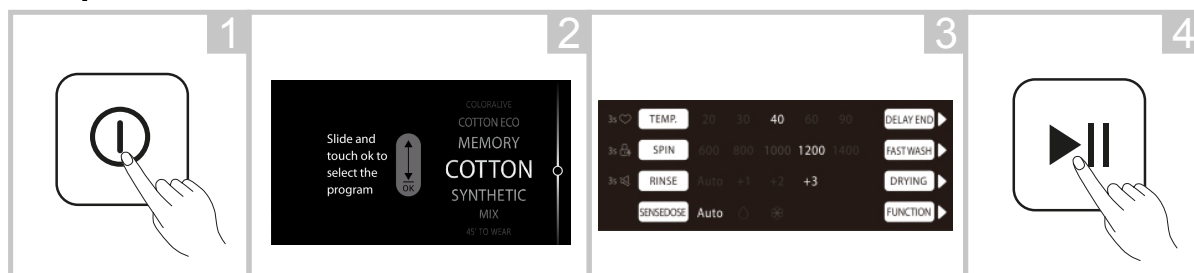 1
2
3
4
Slide and
touch ok to
select the
program
OK
COLORALIVE
COTTON ECO
MEMORY
COTTON
SYNTHETIC
MIX
45' TO WEAR
3s TEMP. 20 30 40 60 90 DELAY END
3s SPIN 600 800 1000 1200 1400 FAST WASH
3s RINSE Auto +1 +2 +3 DRYING
SENSEDOSE Auto FUNCTION